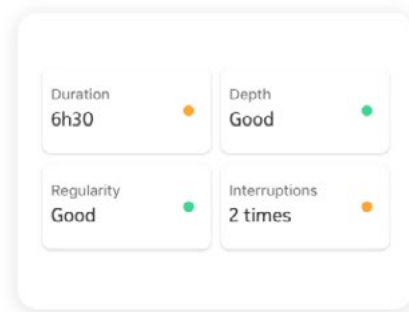 Duration
6h30
Depth
Good
Regularity
Good
Interruptions
2 times